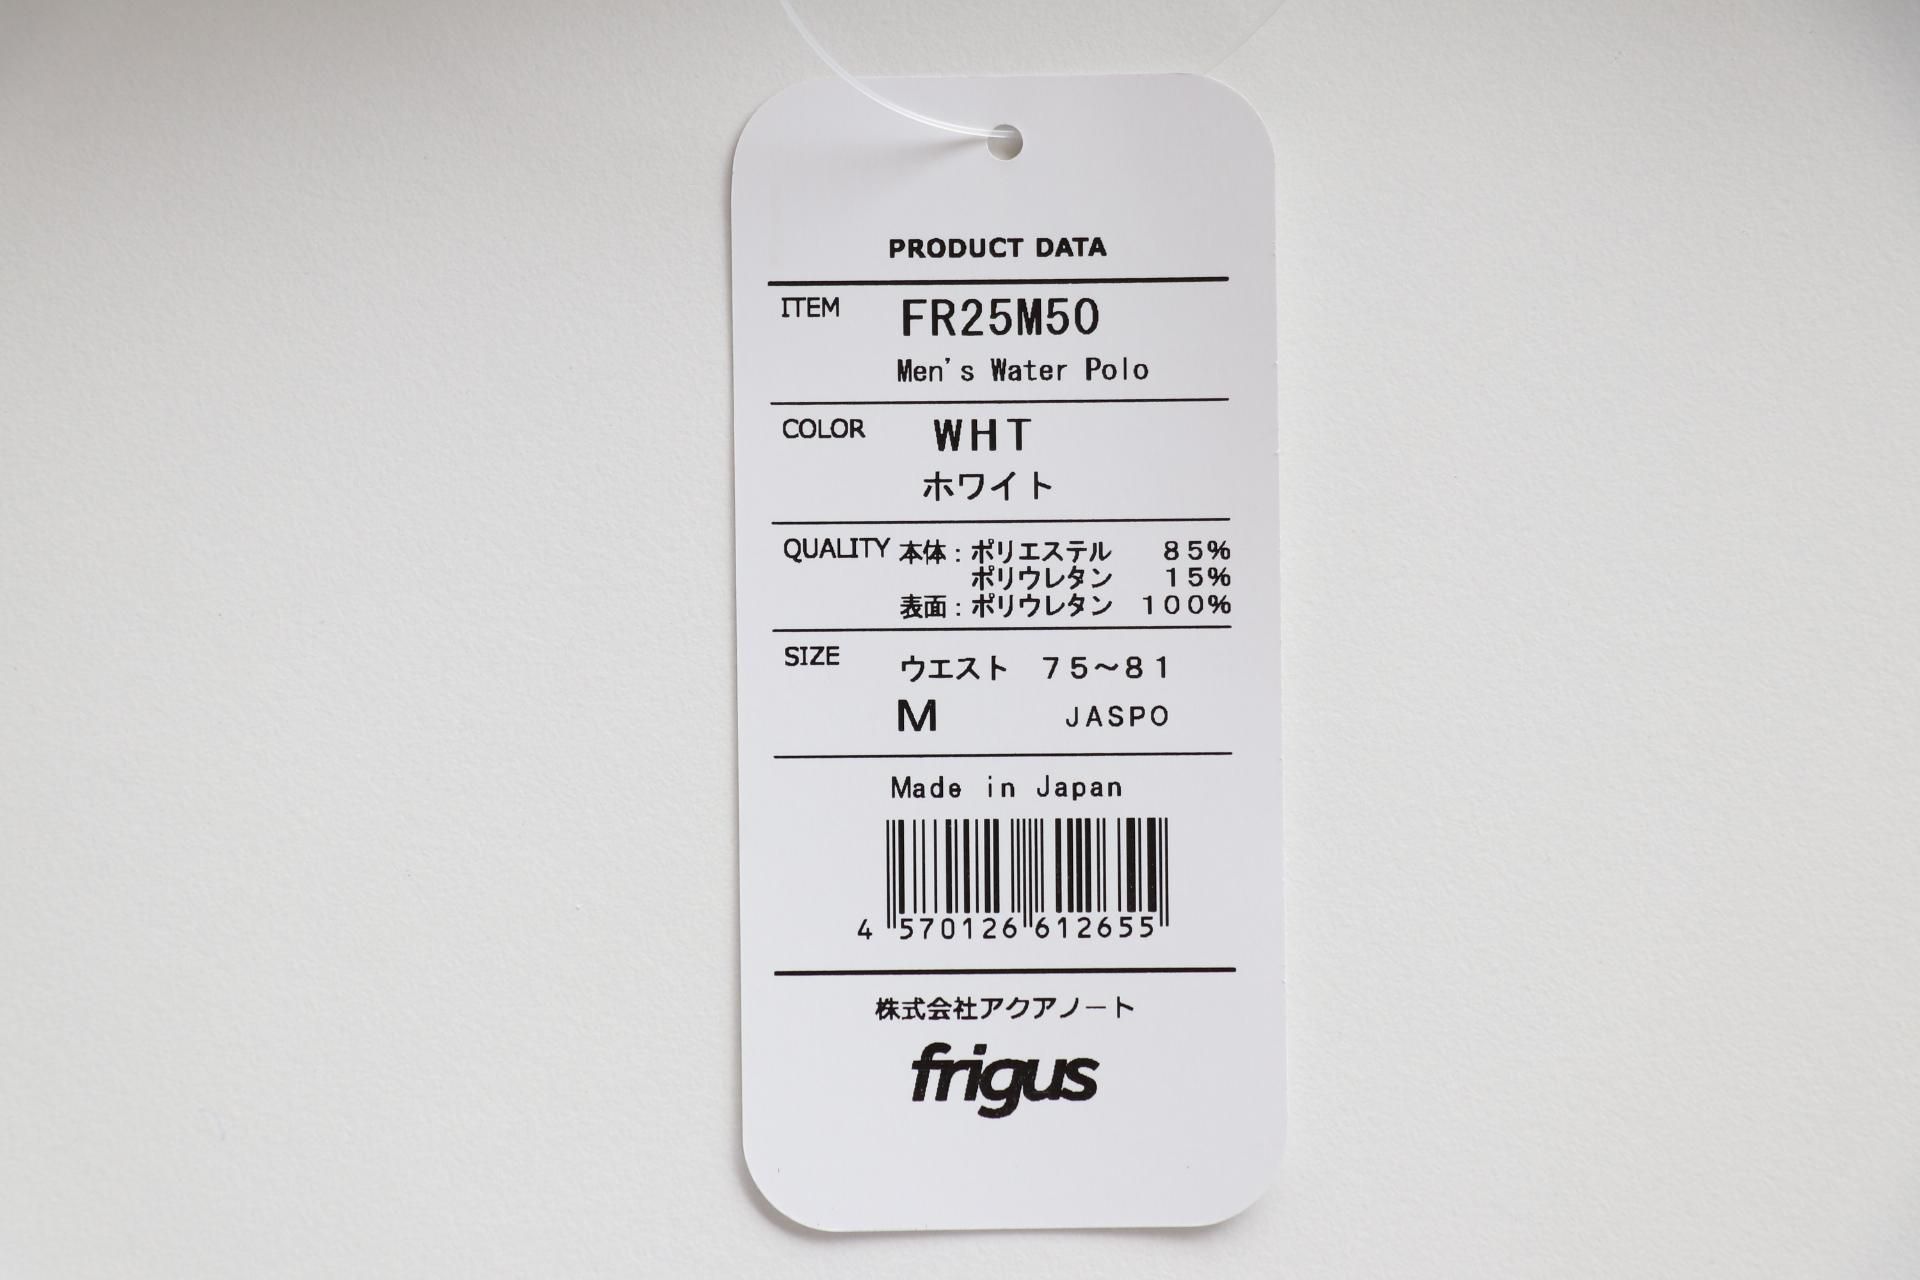 PRODUCT DATA
ITEM FR25M50
Men's Water Polo
COLOR WHT
ホワイト
QUALITY 本体：ポリエステル ８５%
ポリウレタン １５%
表面：ポリウレタン １００%
SIZE ウエスト ７５～８１
M JASPO
Made in Japan
4 570126 612655
株式会社アクアノート
frigus